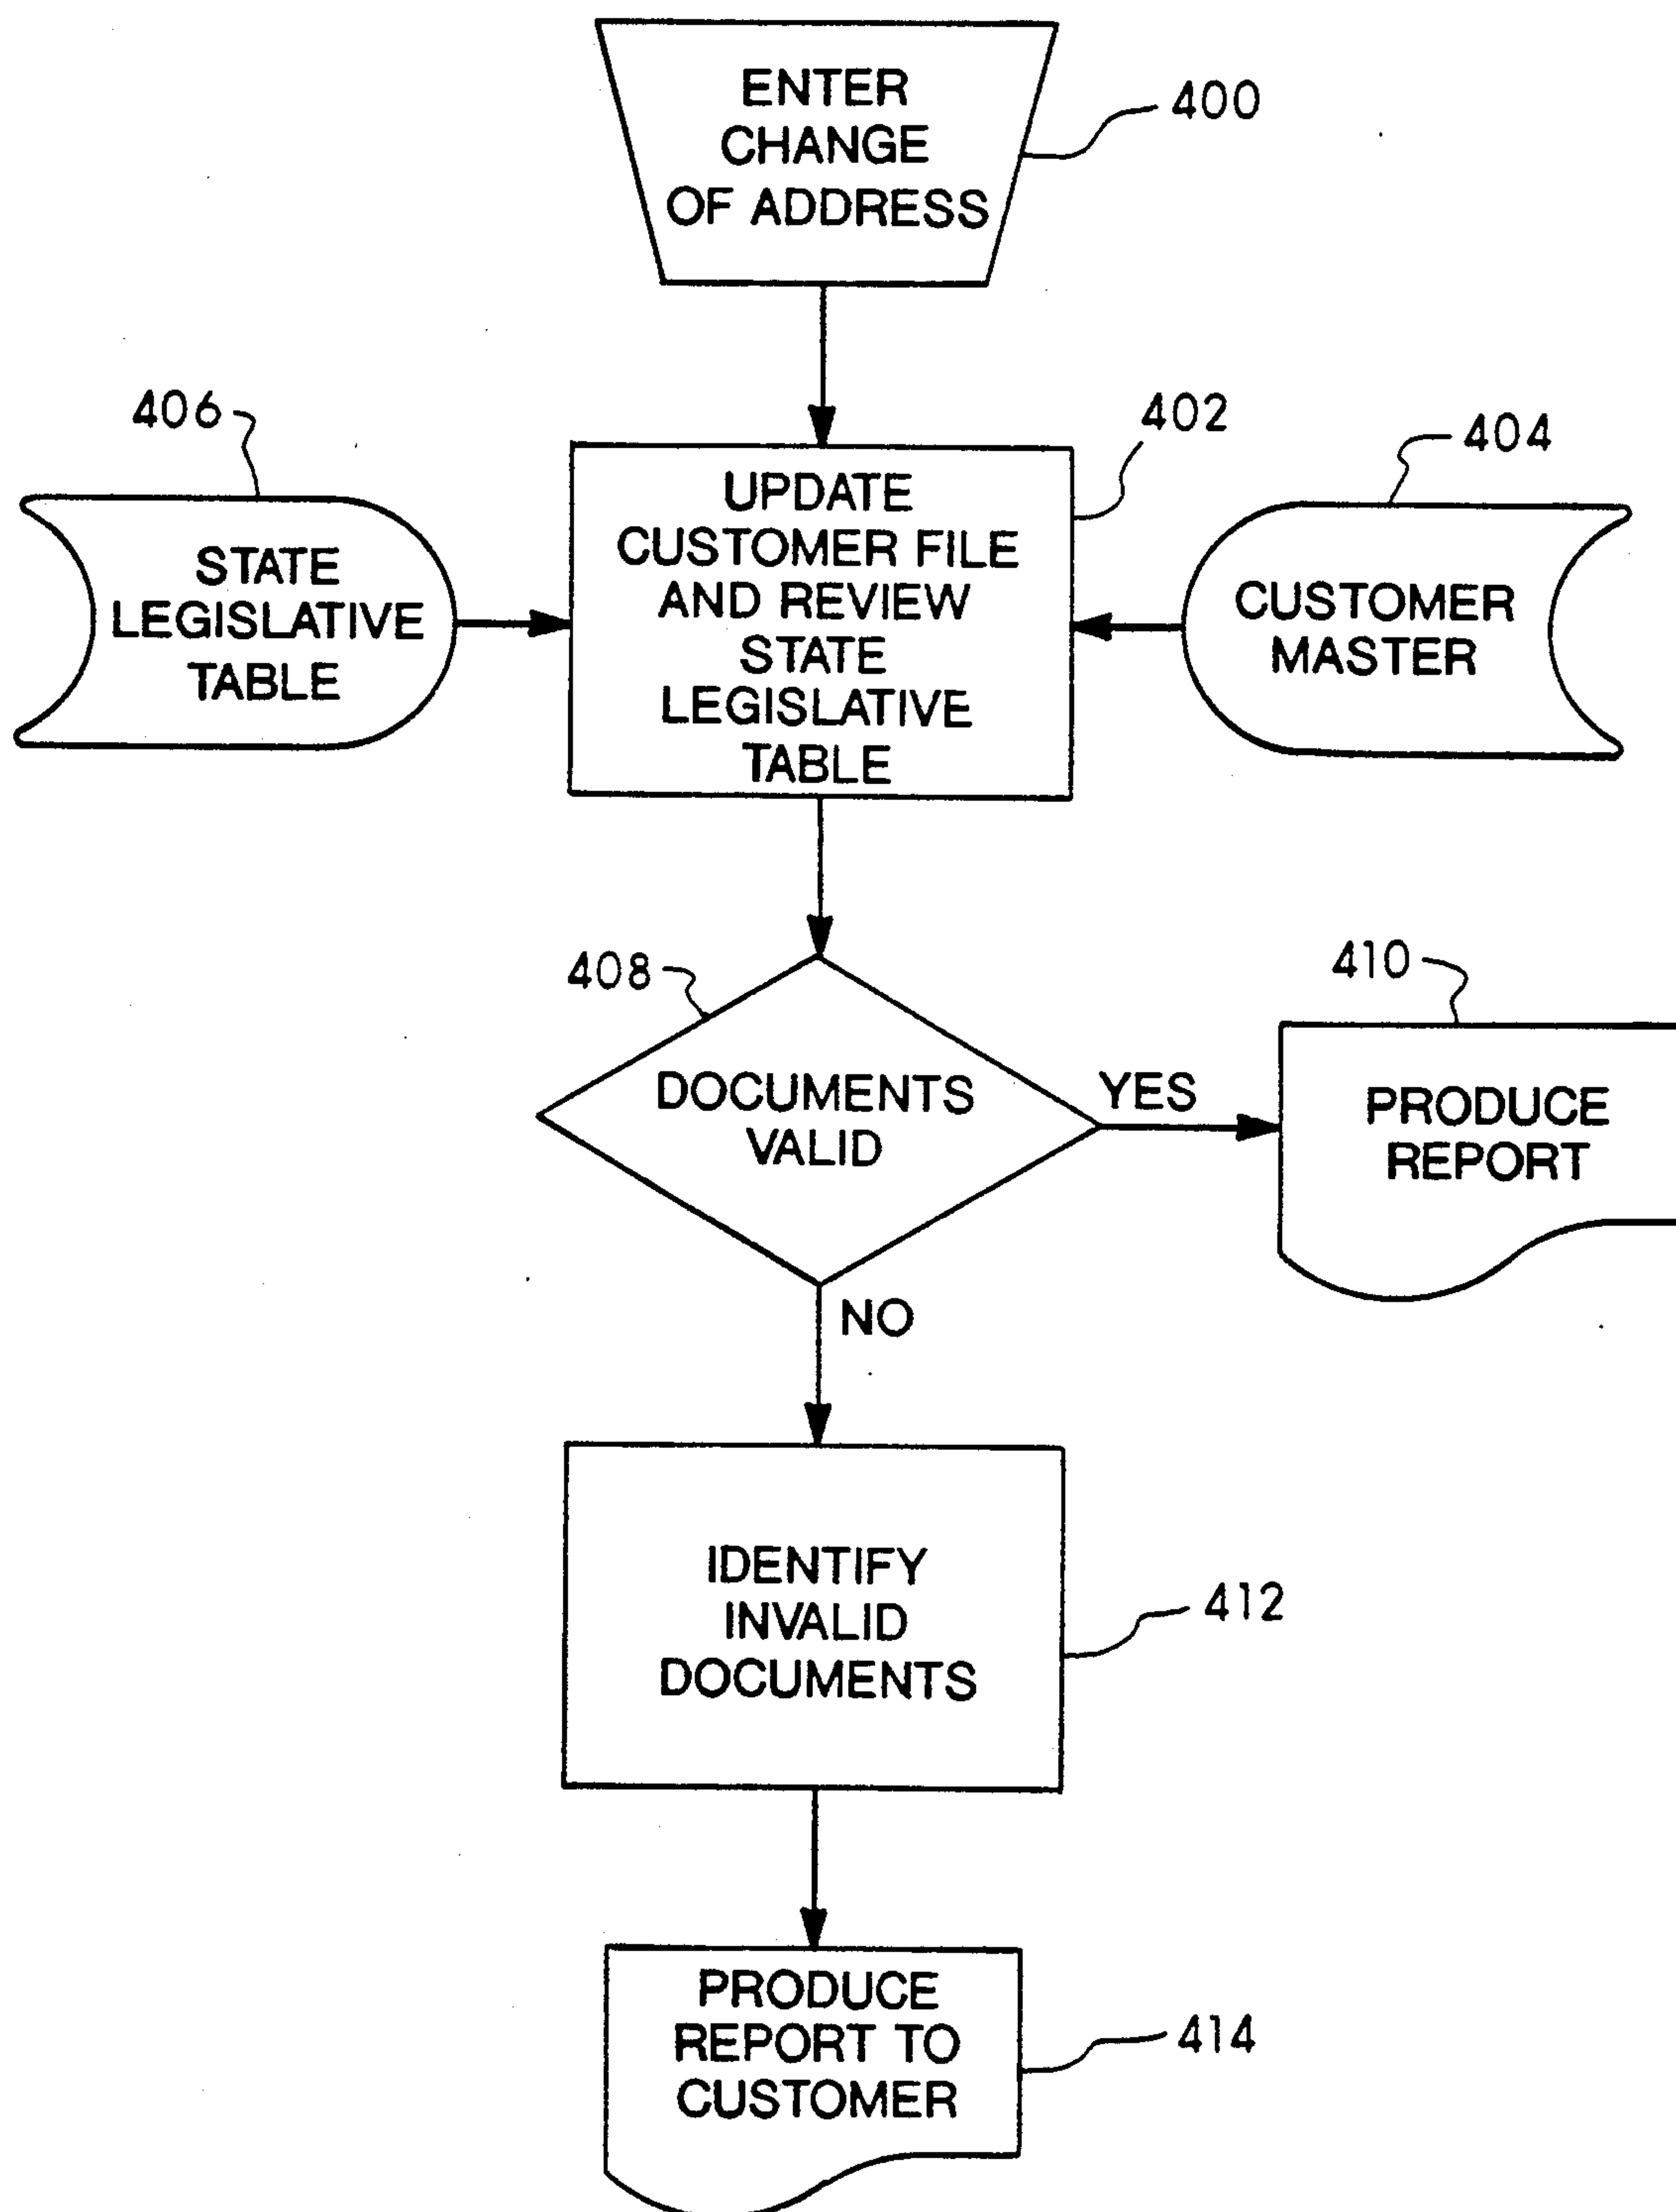 ENTER
CHANGE
OF ADDRESS
400
406
402
404
STATE
LEGISLATIVE
TABLE
UPDATE
CUSTOMER FILE
AND REVIEW
STATE
LEGISLATIVE
TABLE
CUSTOMER
MASTER
408
410
DOCUMENTS
VALID
YES
PRODUCE
REPORT
NO
IDENTIFY
INVALID
DOCUMENTS
412
PRODUCE
REPORT TO
CUSTOMER
414